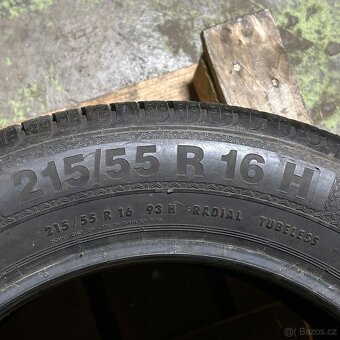 215/55 R 16 H
215/55 R 16 93 H RADIAL TUBELESS
Bazos.cz